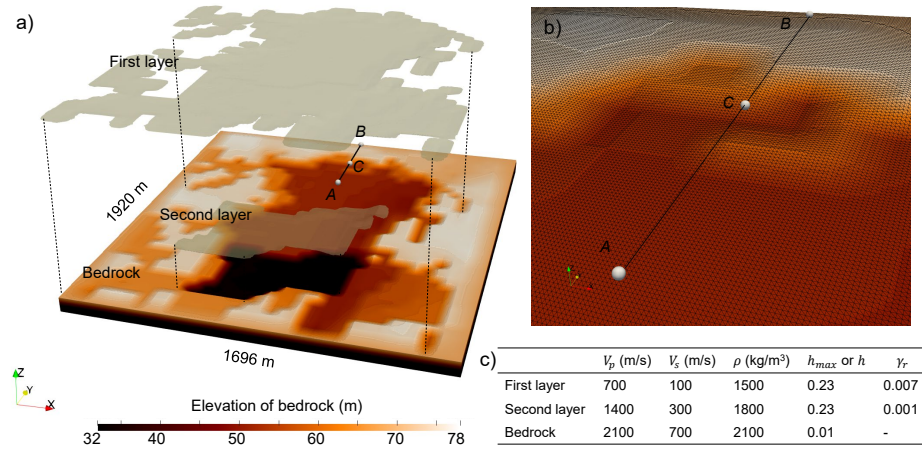 a)
First layer
B
C
A
1920 m
Second layer
Bedrock
1696 m
Z
Y
X
Elevation of bedrock (m)
32 40 50 60 70 78
b)
B
C
A
c)
V_p (m/s) V_s (m/s) ρ (kg/m³) h_max or h γ_r
First layer 700 100 1500 0.23 0.007
Second layer 1400 300 1800 0.23 0.001
Bedrock 2100 700 2100 0.01 -